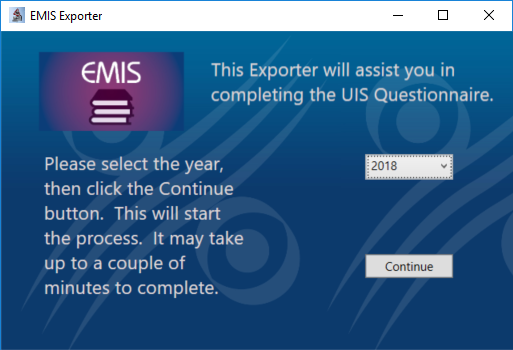 EMIS Exporter
EMIS
This Exporter will assist you in
completing the UIS Questionnaire.
Please select the year,
then click the Continue
button.  This will start
the process.  It may take
up to a couple of
minutes to complete.
2018
Continue